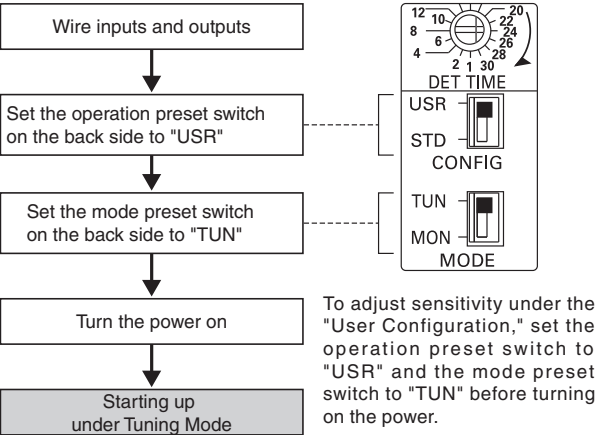 Wire inputs and outputs
Set the operation preset switch
on the back side to "USR"
Set the mode preset switch
on the back side to "TUN"
Turn the power on
Starting up
under Tuning Mode
12
10
8
6
4
2
1
30
28
26
24
22
20
DET TIME
USR
STD
CONFIG
TUN
MON
MODE
To adjust sensitivity under the
"User Configuration," set the
operation preset switch to
"USR" and the mode preset
switch to "TUN" before turning
on the power.